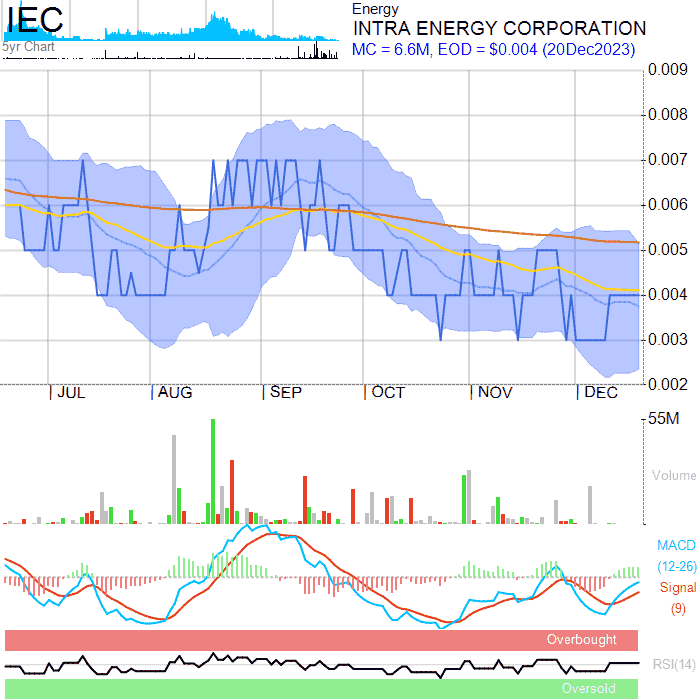 IEC
5yr Chart
Energy
INTRA ENERGY CORPORATION
MC = 6.6M, EOD = $0.004 (20Dec2023)
0.009
0.008
0.007
0.006
0.005
0.004
0.003
0.002
| JUL | AUG | SEP | OCT | NOV | DEC
55M
Volume
MACD
(12-26)
Signal
(9)
Overbought
RSI(14)
Oversold